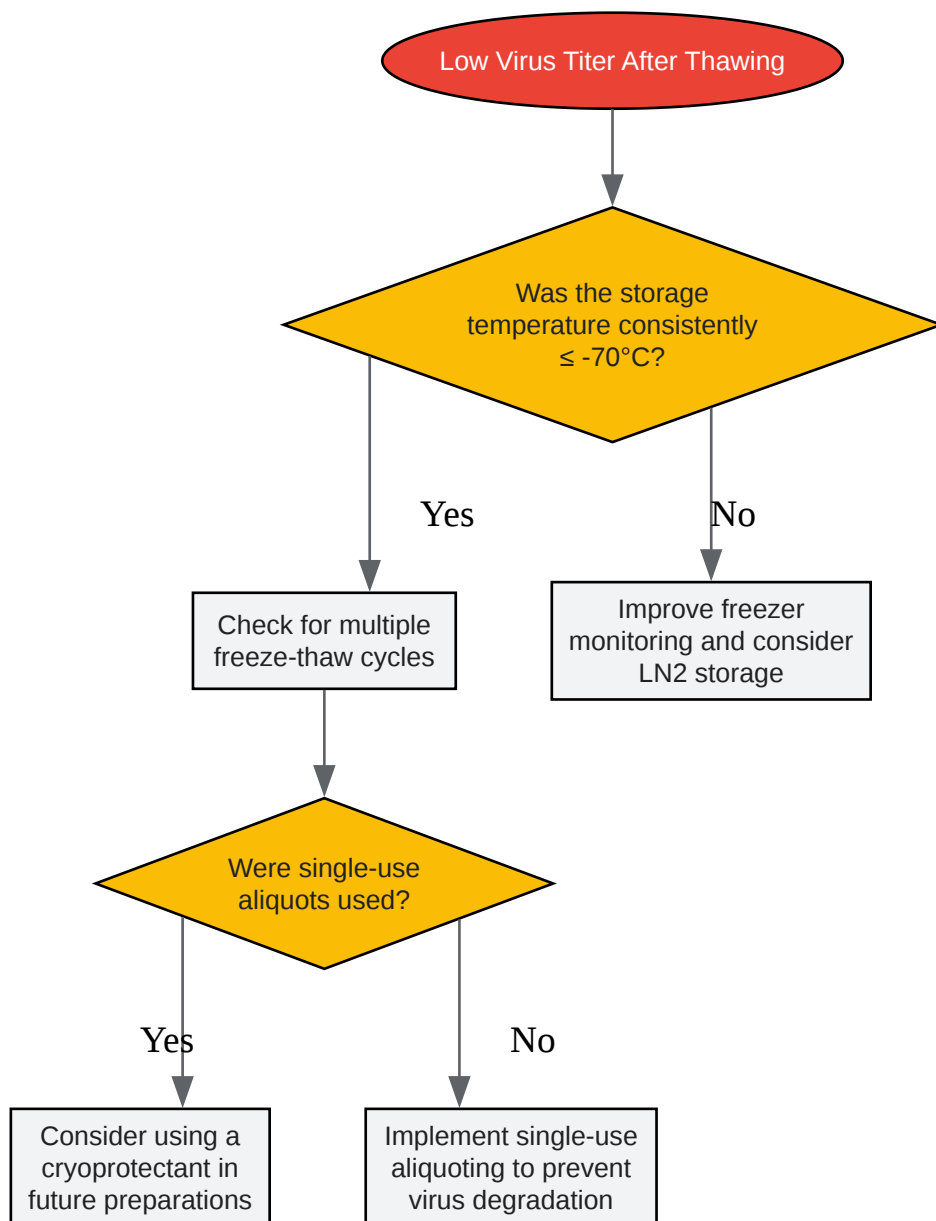 Low Virus Titer After Thawing
Was the storage
temperature consistently
≤ -70°C?
Yes
No
Check for multiple
freeze-thaw cycles
Improve freezer
monitoring and consider
LN2 storage
Were single-use
aliquots used?
Yes
No
Consider using a
cryoprotectant in
future preparations
Implement single-use
aliquoting to prevent
virus degradation